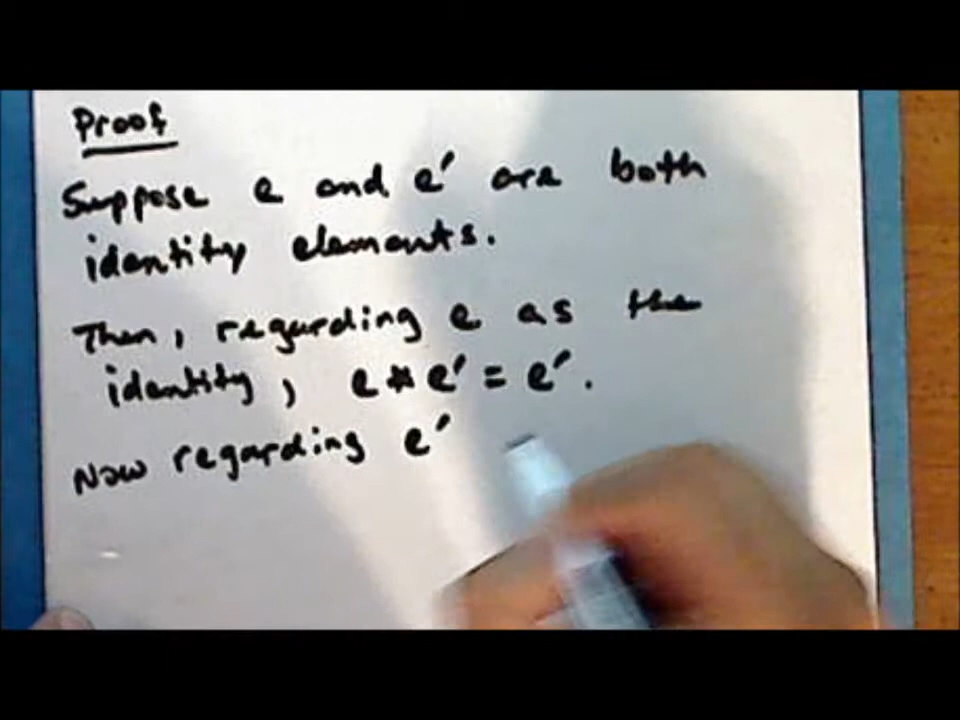 Proof
Suppose e and e′ are both
identity elements.
Then, regarding e as the
identity, e * e′ = e′.
Now regarding e′